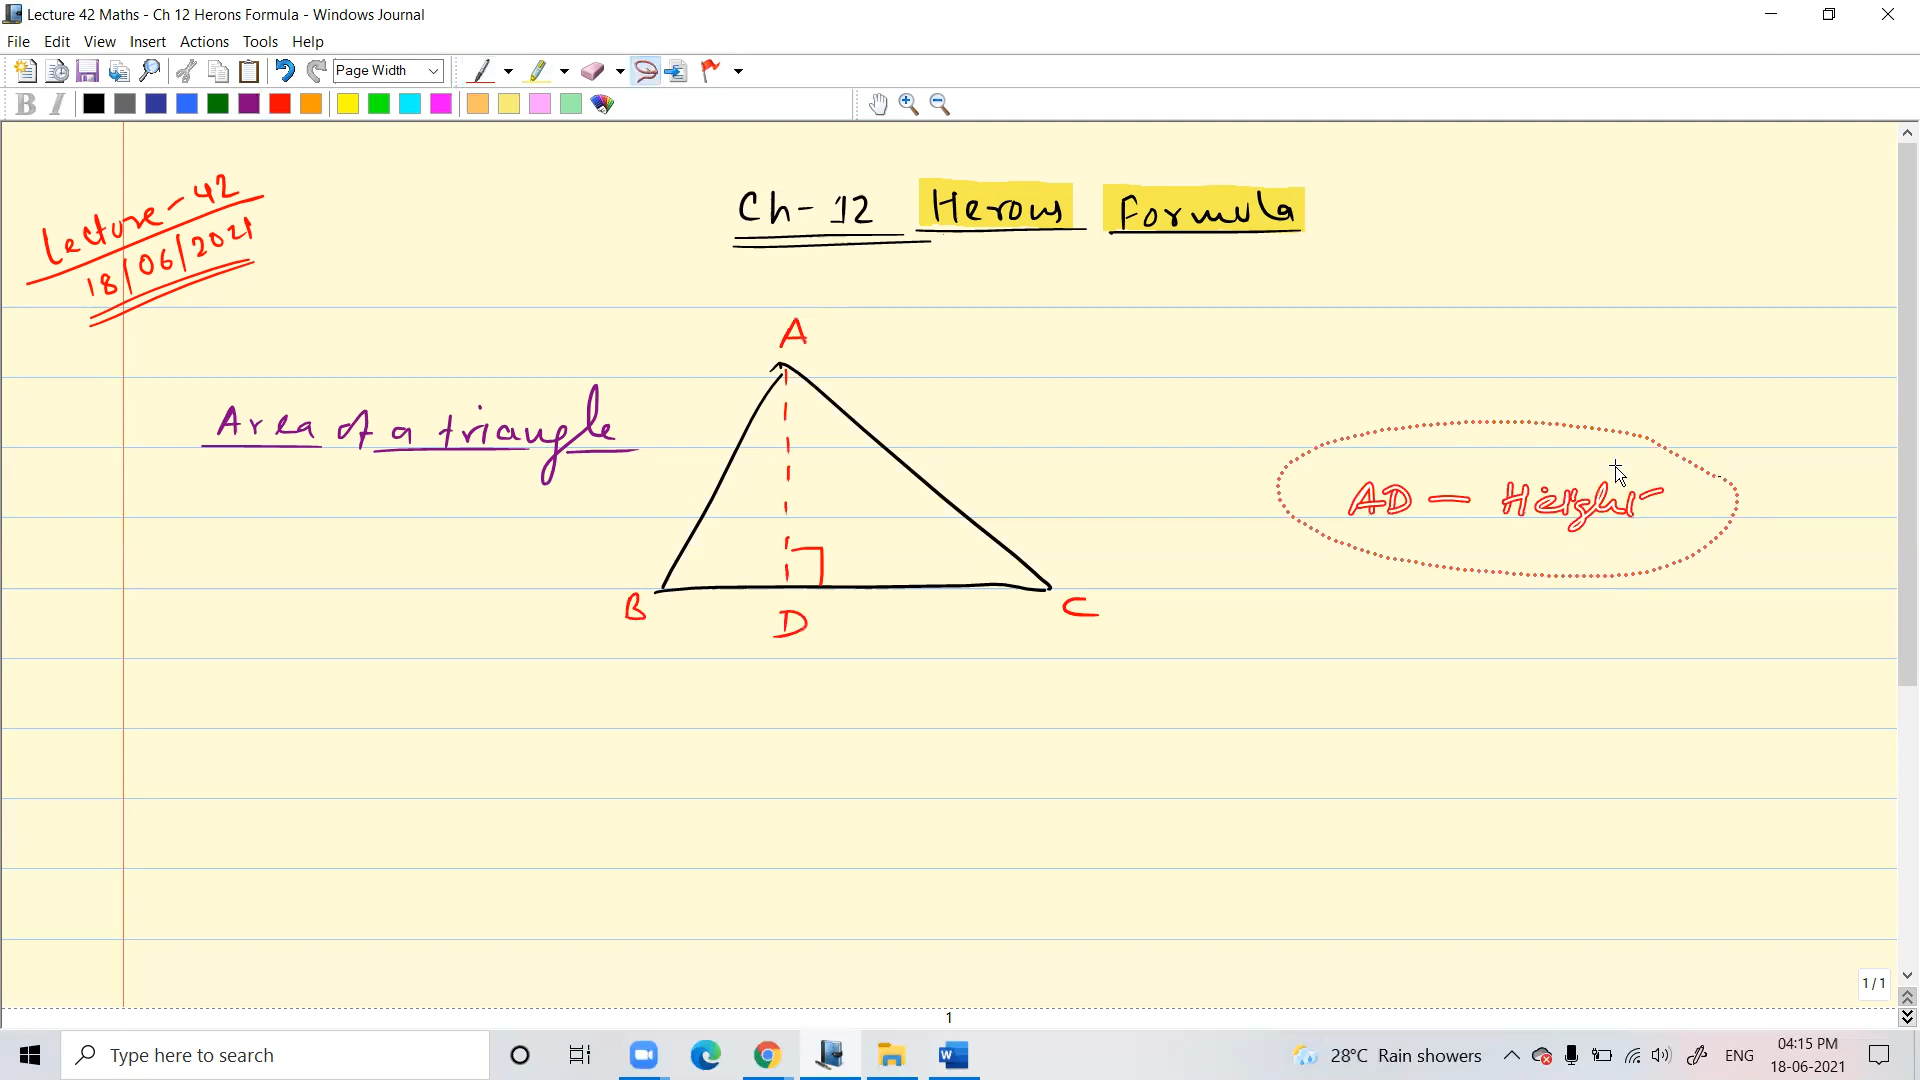 Lecture 42 Maths - Ch 12 Herons Formula - Windows Journal
File Edit View Insert Actions Tools Help
Page Width
B I
Lecture - 42
18/06/2021
Ch - 12 Herons Formula
A
Area of a triangle
AD — Height
B D C
1 / 1
1
Type here to search
28°C Rain showers
ENG
04:15 PM
18-06-2021